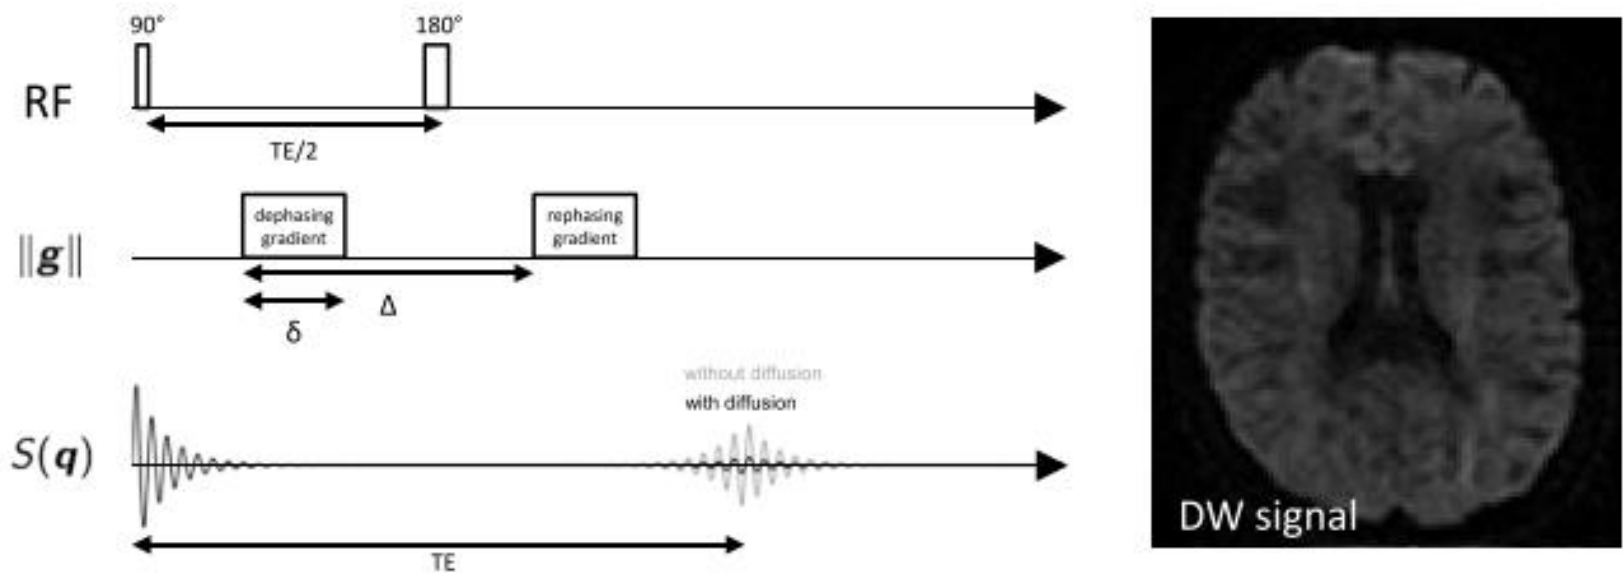 90°
180°
RF
TE/2
dephasing
gradient
rephasing
gradient
||g||
Δ
δ
without diffusion
with diffusion
S(q)
TE
DW signal